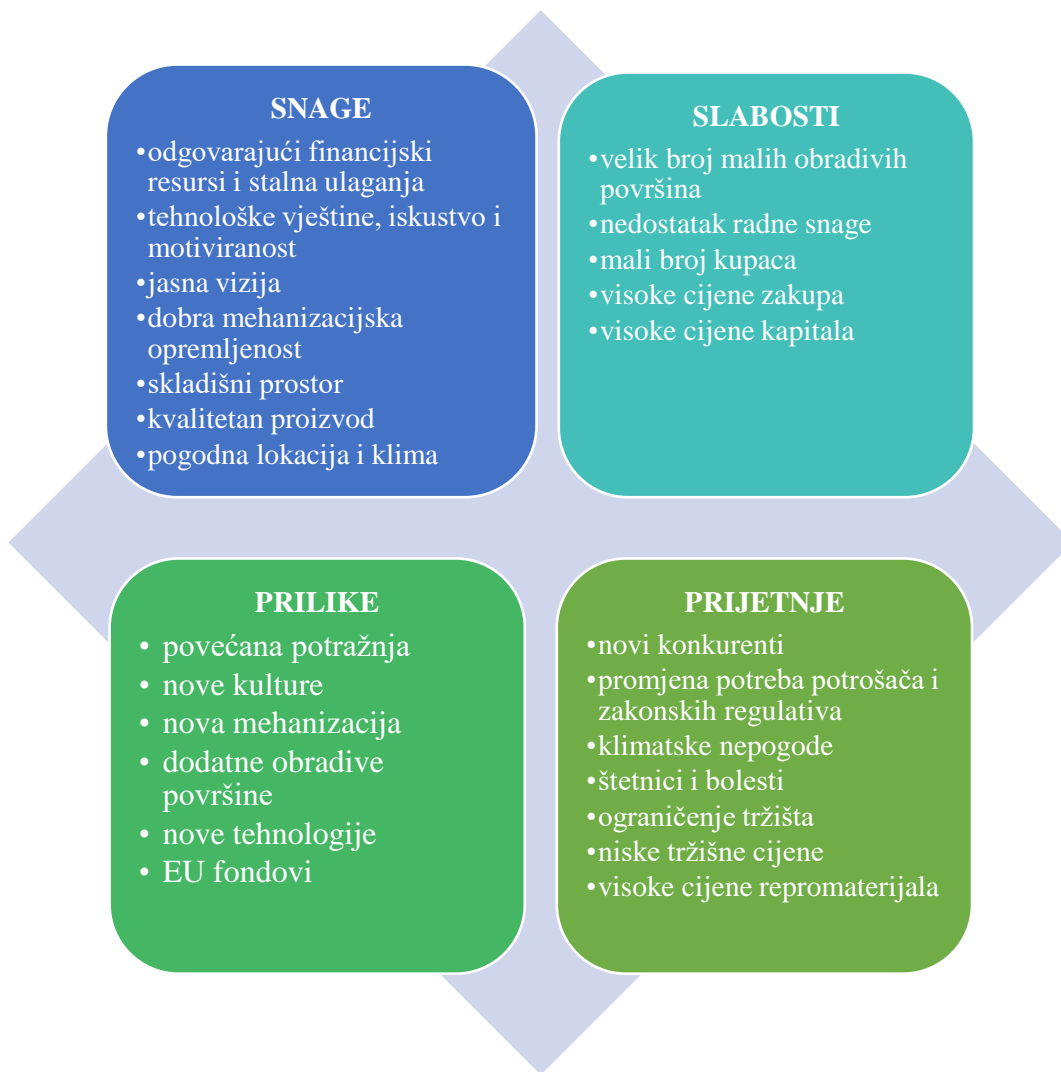 SNAGE
•odgovarajući financijski
resursi i stalna ulaganja
•tehnološke vještine, iskustvo i
motiviranost
•jasna vizija
•dobra mehanizacijska
opremljenost
•skladišni prostor
•kvalitetan proizvod
•pogodna lokacija i klima
SLABOSTI
•velik broj malih obradivih
površina
•nedostatak radne snage
•mali broj kupaca
•visoke cijene zakupa
•visoke cijene kapitala
PRILIKE
• povećana potražnja
• nove kulture
• nova mehanizacija
• dodatne obradive
površine
• nove tehnologije
• EU fondovi
PRIJETNJE
•novi konkurenti
•promjena potreba potrošača i
zakonskih regulativa
•klimatske nepogode
•štetnici i bolesti
•ograničenje tržišta
•niske tržišne cijene
•visoke cijene repromaterijala